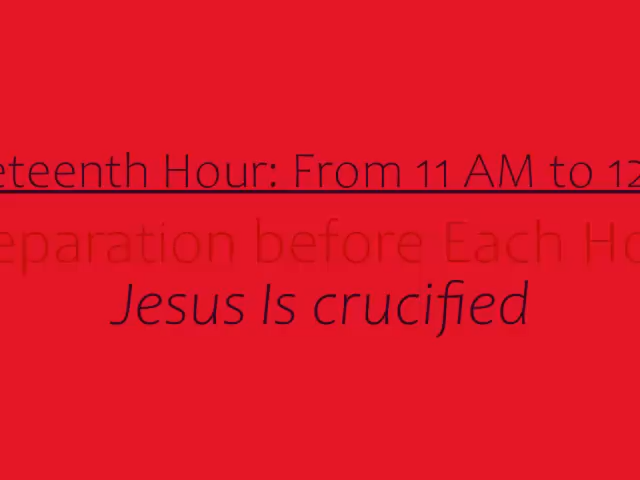 eteenth Hour: From 11 AM to 12
eparation before Each Ho
Jesus Is crucified